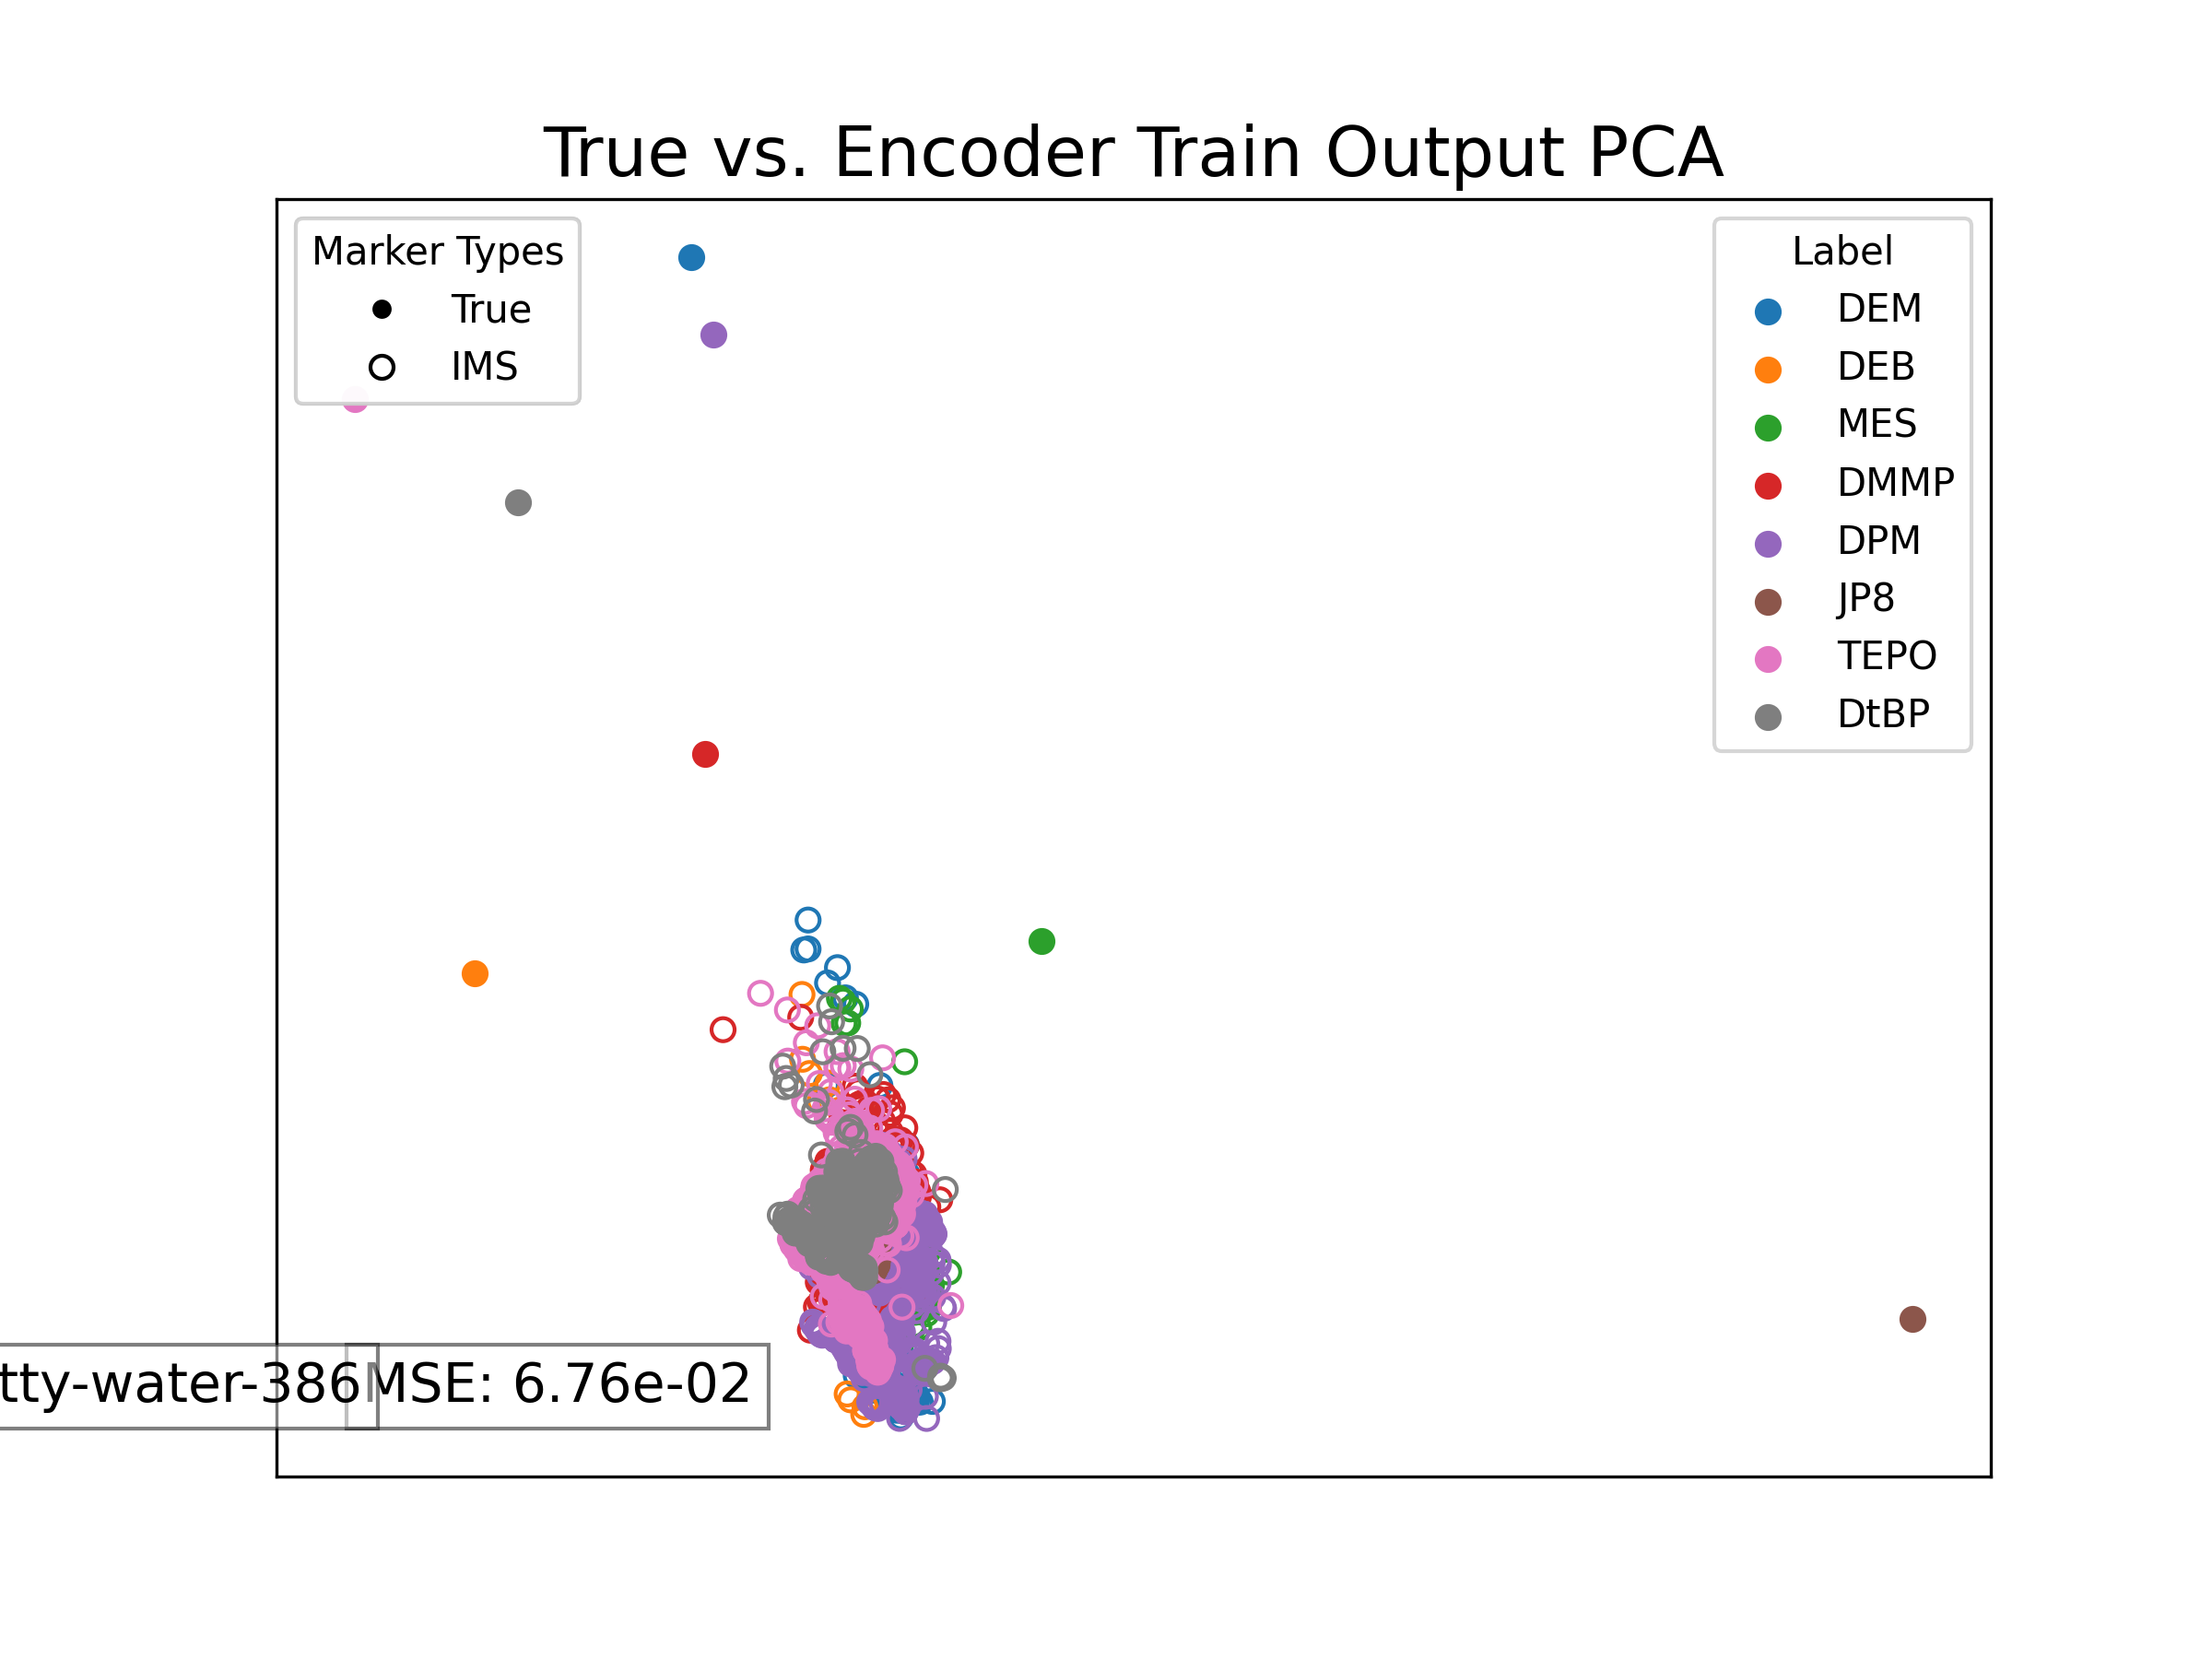 True vs. Encoder Train Output PCA
Marker Types
True
IMS
Label
DEM
DEB
MES
DMMP
DPM
JP8
TEPO
DtBP
tty-water-386
MSE: 6.76e-02